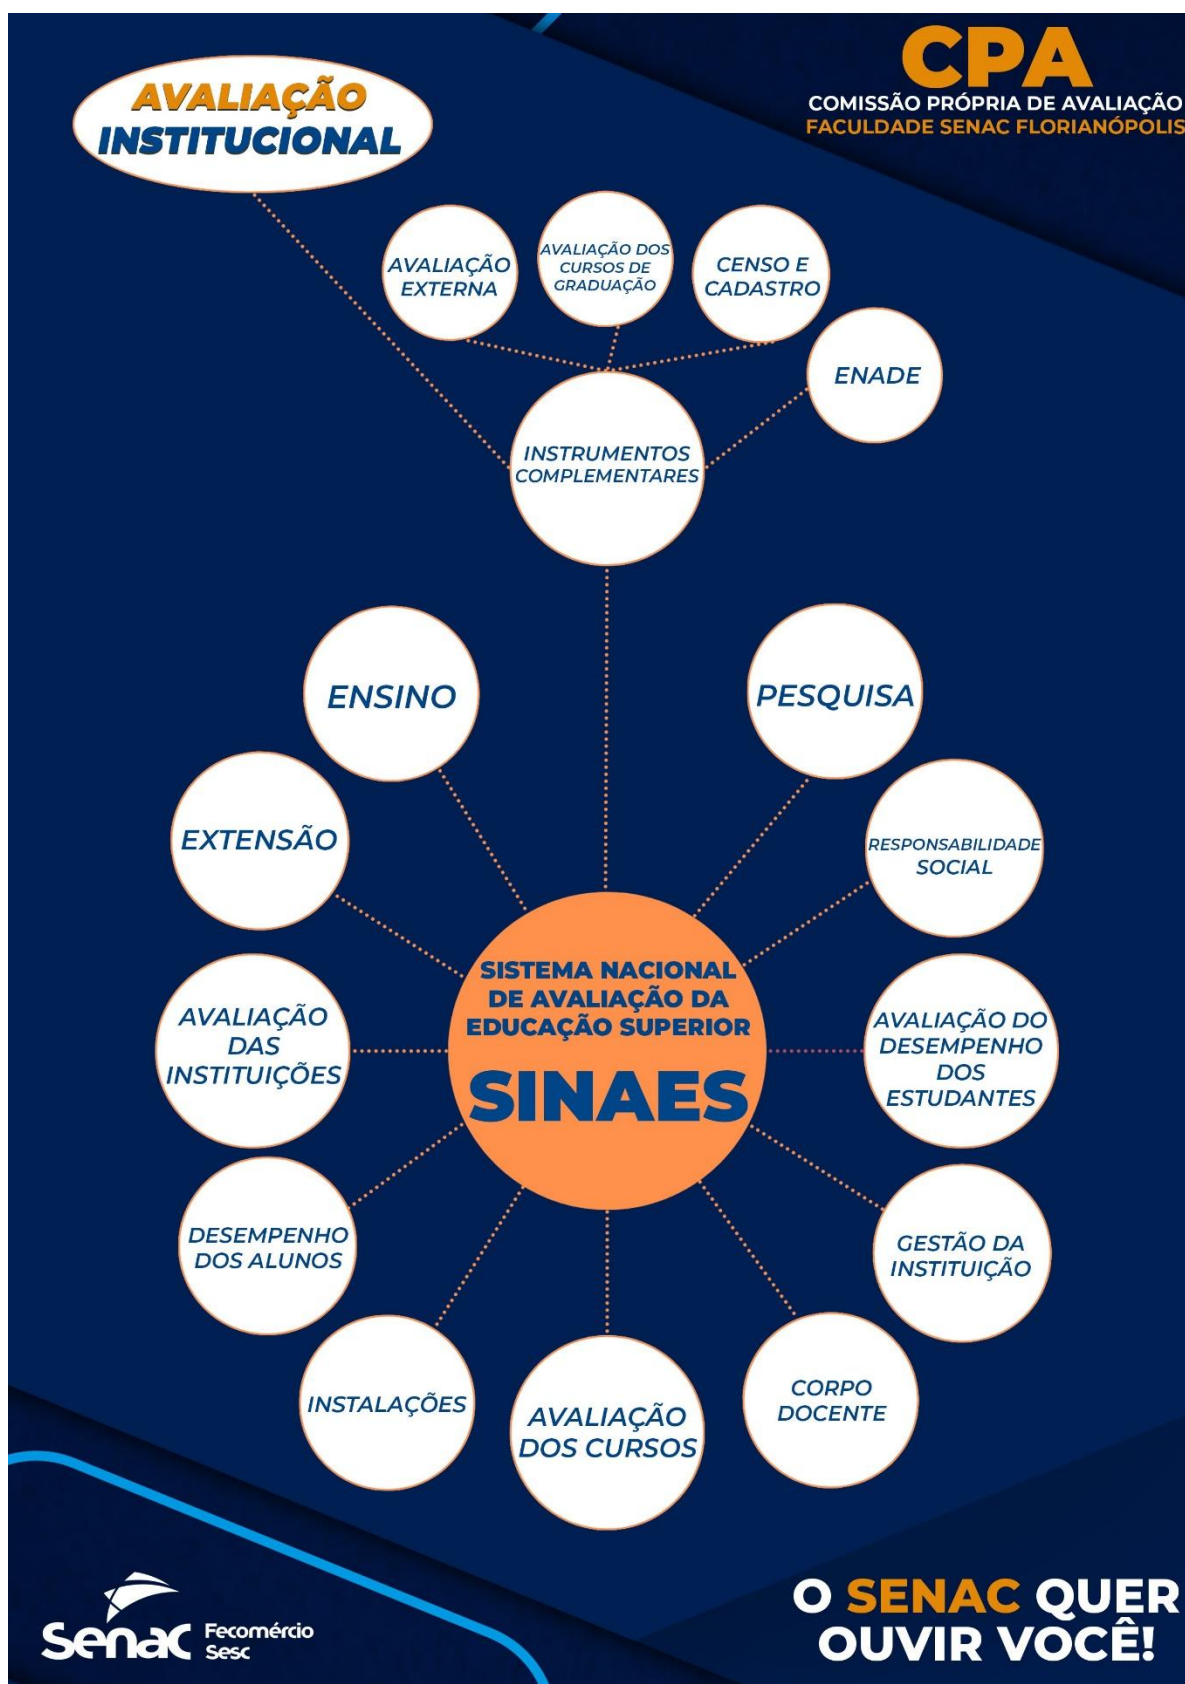 AVALIAÇÃO
INSTITUCIONAL
CPA
COMISSÃO PRÓPRIA DE AVALIAÇÃO
FACULDADE SENAC FLORIANÓPOLIS
AVALIAÇÃO
EXTERNA
AVALIAÇÃO DOS
CURSOS DE
GRADUAÇÃO
CENSO E
CADASTRO
ENADE
INSTRUMENTOS
COMPLEMENTARES
ENSINO
PESQUISA
EXTENSÃO
RESPONSABILIDADE
SOCIAL
SISTEMA NACIONAL
DE AVALIAÇÃO DA
EDUCAÇÃO SUPERIOR
SINAES
AVALIAÇÃO
DAS
INSTITUIÇÕES
AVALIAÇÃO DO
DESEMPENHO
DOS
ESTUDANTES
DESEMPENHO
DOS ALUNOS
GESTÃO DA
INSTITUIÇÃO
INSTALAÇÕES
AVALIAÇÃO
DOS CURSOS
CORPO
DOCENTE
Senac
Fecomércio
Sesc
O SENAC QUER
OUVIR VOCÊ!